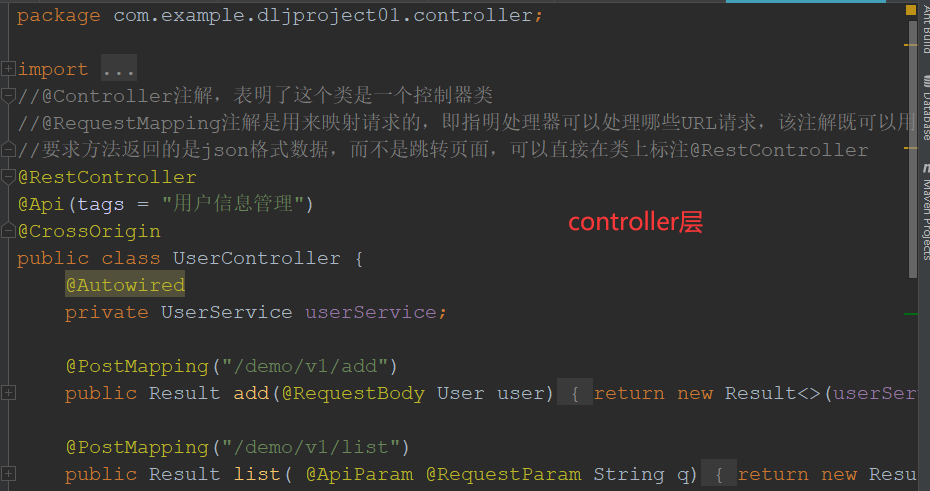 package com.example.dljproject01.controller;
import ...
//@Controller注解，表明了这个类是一个控制器类
//@RequestMapping注解是用来映射请求的，即指明处理器可以处理哪些URL请求，该注解既可以用
//要求方法返回的是json格式数据，而不是跳转页面，可以直接在类上标注@RestController
@RestController
@Api(tags = "用户信息管理")
@CrossOrigin
controller层
public class UserController {
@Autowired
private UserService userService;
@PostMapping("/demo/v1/add")
public Result add(@RequestBody User user) { return new Result<>(userSer
@PostMapping("/demo/v1/list")
public Result list( @ApiParam @RequestParam String q) { return new Resu
Ant Build
Database
Maven Projects